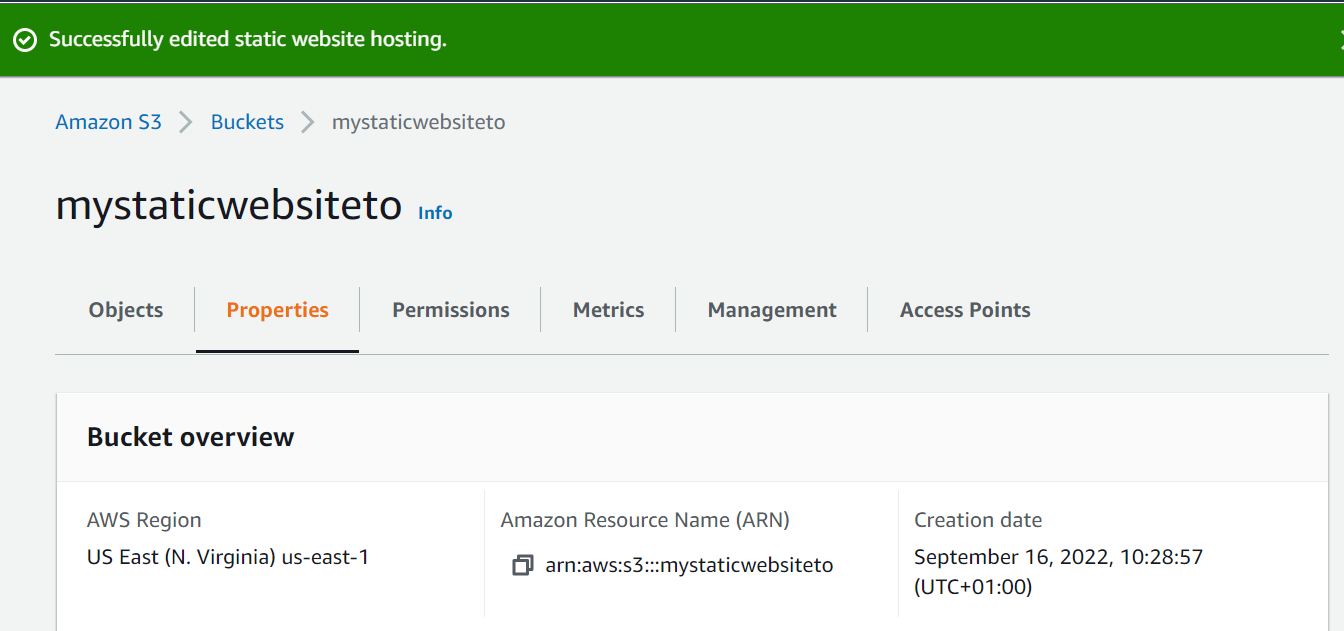 Successfully edited static website hosting.
Amazon S3 > Buckets > mystaticwebsiteto
mystaticwebsiteto Info
Objects Properties Permissions Metrics Management Access Points
Bucket overview
AWS Region
US East (N. Virginia) us-east-1
Amazon Resource Name (ARN)
arn:aws:s3:::mystaticwebsiteto
Creation date
September 16, 2022, 10:28:57
(UTC+01:00)